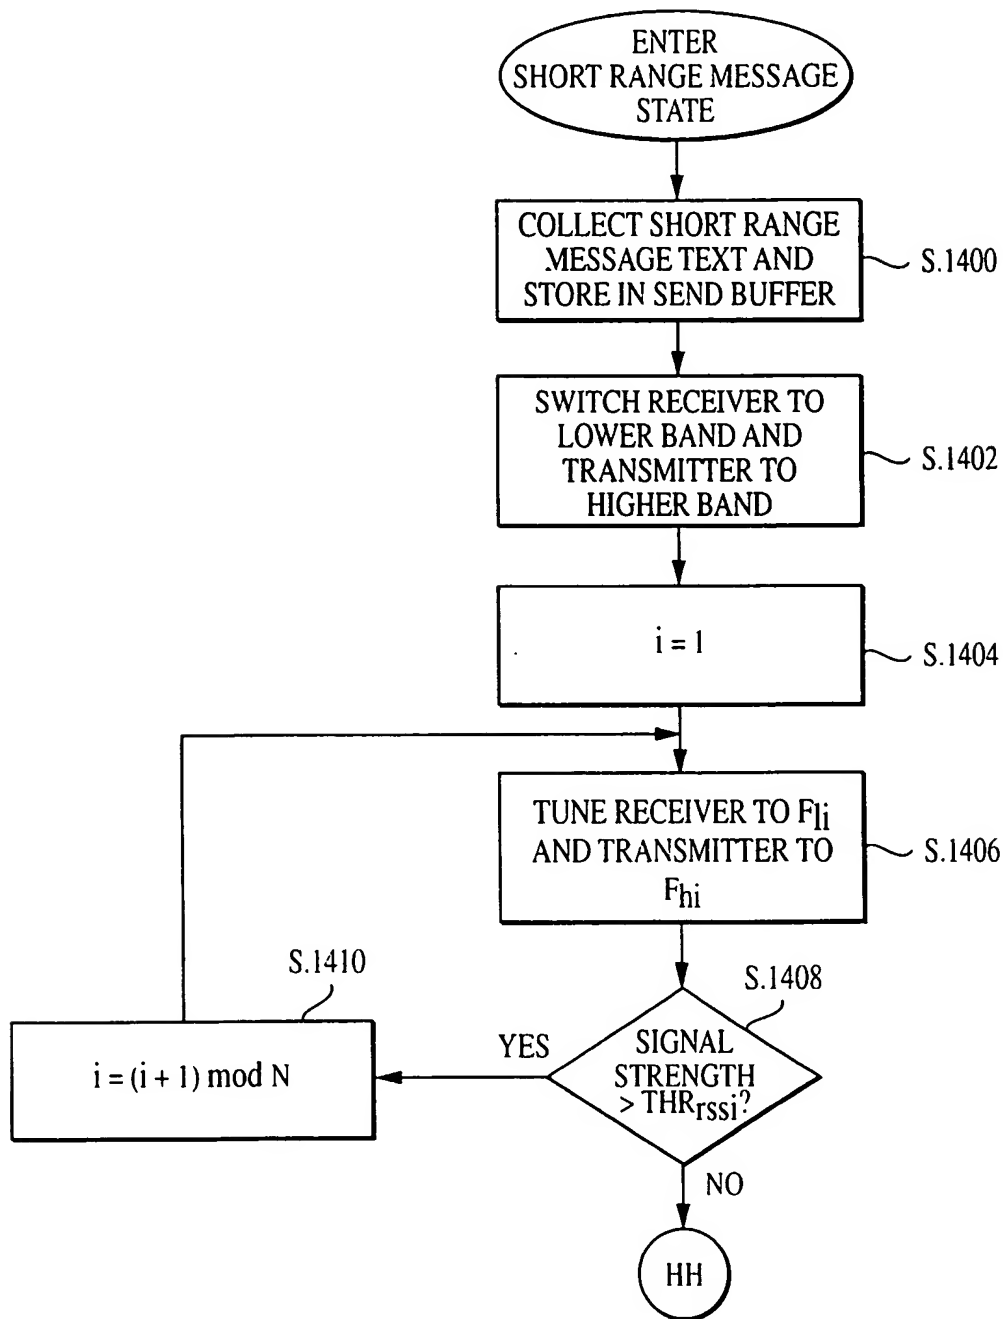 ENTER
SHORT RANGE MESSAGE
STATE
COLLECT SHORT RANGE
MESSAGE TEXT AND
STORE IN SEND BUFFER
S.1400
SWITCH RECEIVER TO
LOWER BAND AND
TRANSMITTER TO
HIGHER BAND
S.1402
i = 1
S.1404
TUNE RECEIVER TO Fli
AND TRANSMITTER TO
Fhi
S.1406
S.1410
i = (i + 1) mod N
S.1408
YES
SIGNAL
STRENGTH
> THRrssi?
NO
HH